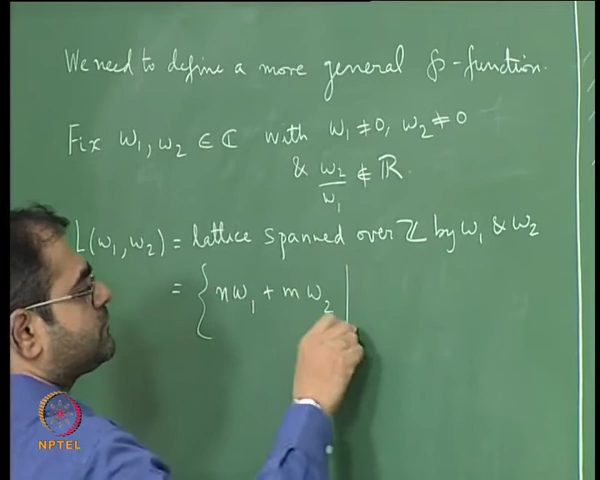 We need to define a more general ℘-function.
Fix ω₁, ω₂ ∈ ℂ with ω₁ ≠ 0, ω₂ ≠ 0
& ω₂/ω₁ ∉ ℝ.
L(ω₁, ω₂) = lattice spanned over ℤ by ω₁ & ω₂
= { nω₁ + mω₂ |
NPTEL